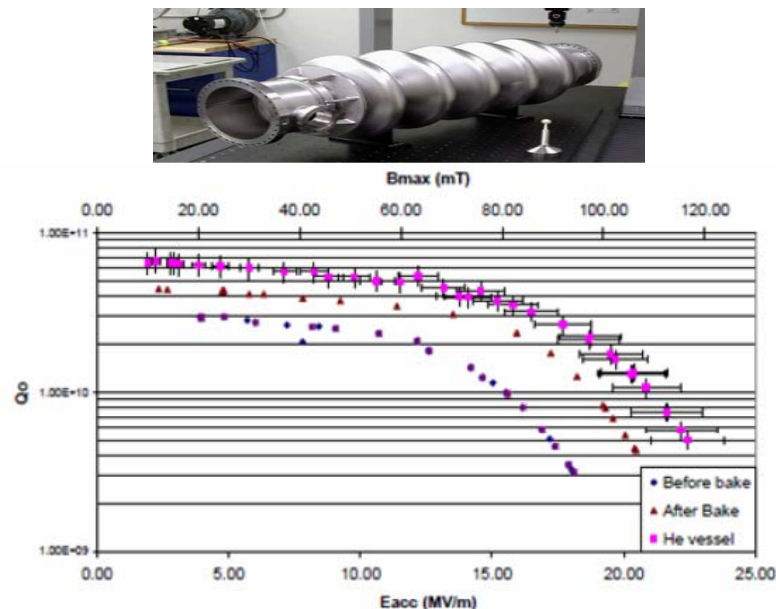 Bmax (mT)
0.00 20.00 40.00 60.00 80.00 100.00 120.00
1.00E+11
1.00E+10
1.00E+09
Qo
Before bake
After Bake
He vessel
0.00 5.00 10.00 15.00 20.00 25.00
Eacc (MV/m)